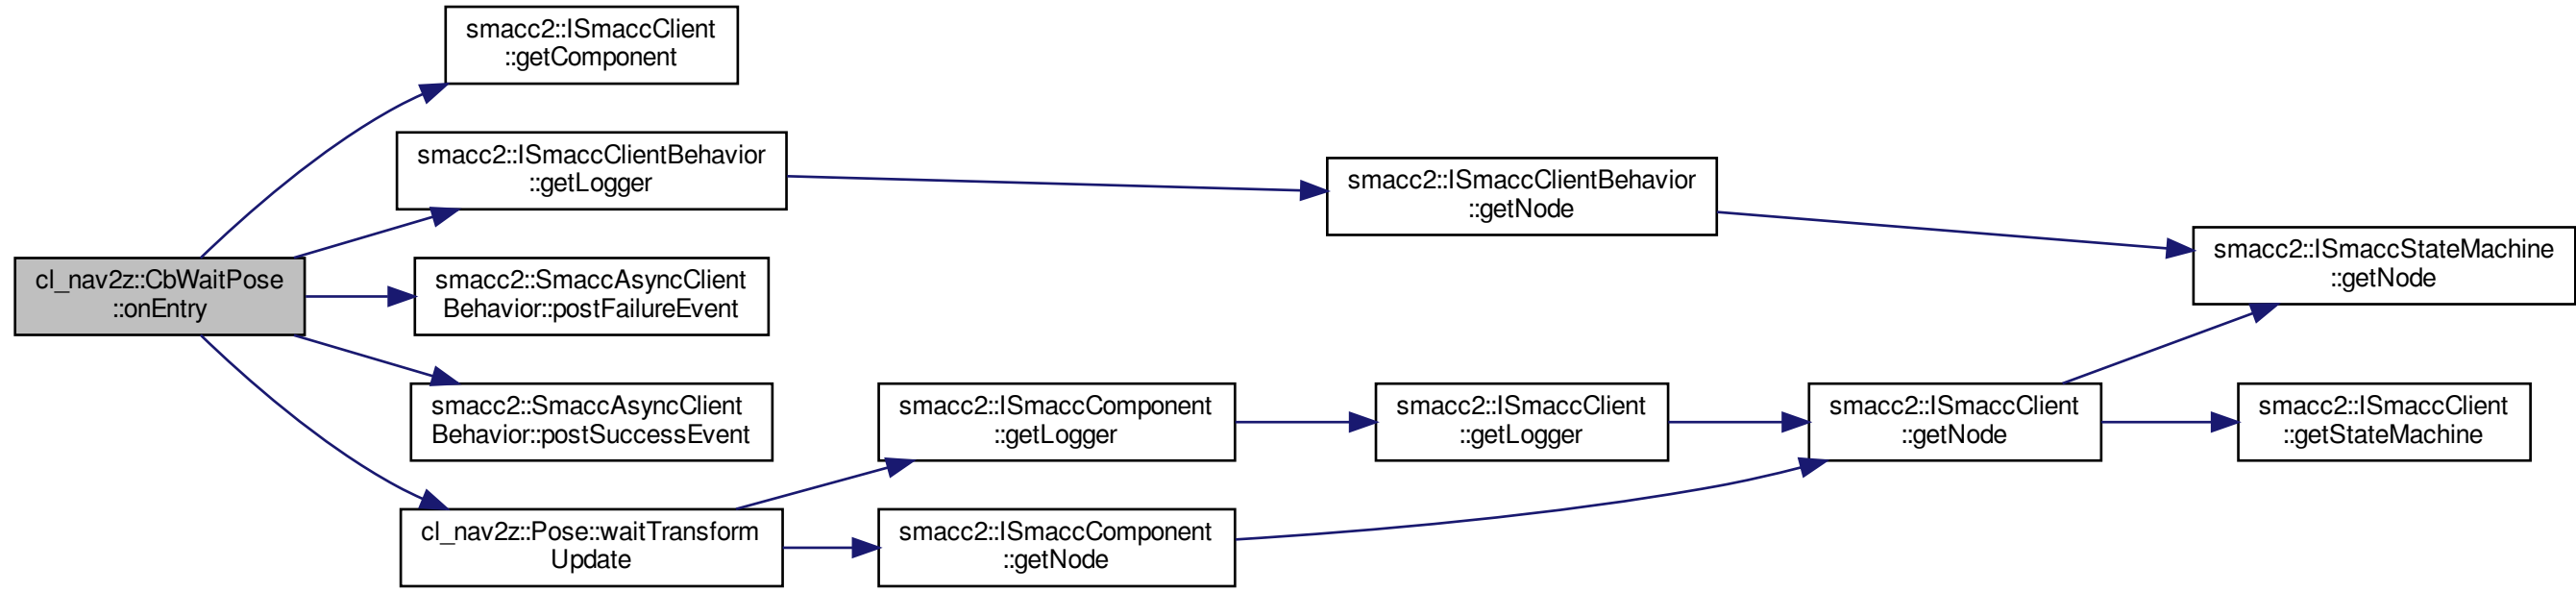 smacc2::ISmaccClient
::getComponent
smacc2::ISmaccClientBehavior
::getLogger
smacc2::ISmaccClientBehavior
::getNode
smacc2::ISmaccStateMachine
::getNode
cl_nav2z::CbWaitPose
::onEntry
smacc2::SmaccAsyncClient
Behavior::postFailureEvent
smacc2::SmaccAsyncClient
Behavior::postSuccessEvent
smacc2::ISmaccComponent
::getLogger
smacc2::ISmaccClient
::getLogger
smacc2::ISmaccClient
::getNode
smacc2::ISmaccClient
::getStateMachine
cl_nav2z::Pose::waitTransform
Update
smacc2::ISmaccComponent
::getNode